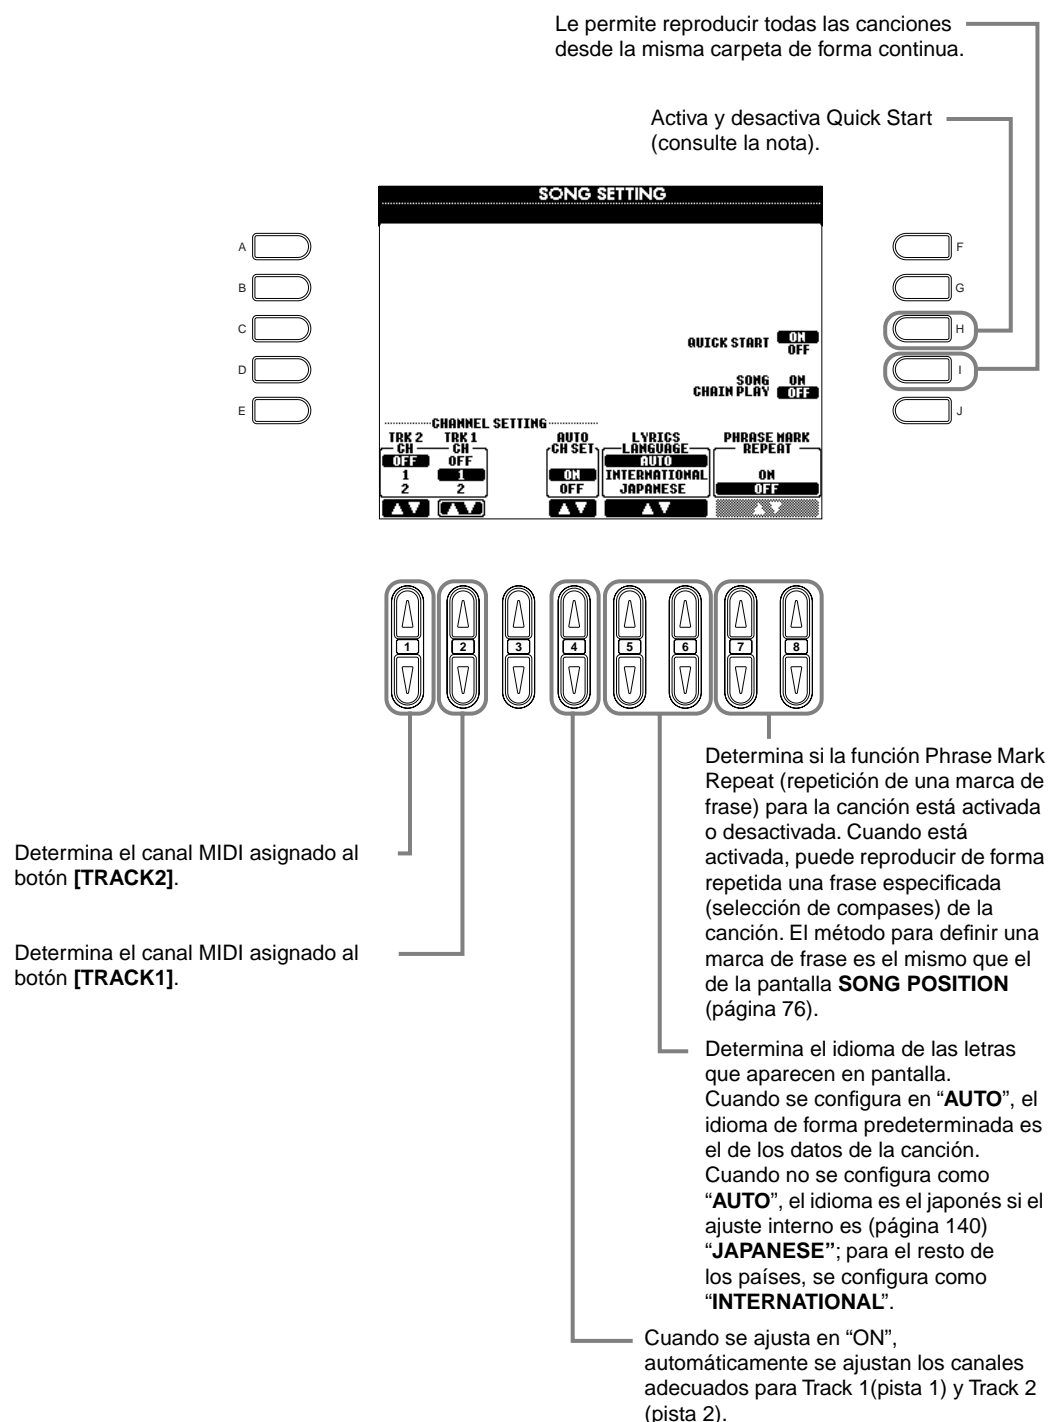 Le permite reproducir todas las canciones
desde la misma carpeta de forma continua.
Activa y desactiva Quick Start
(consulte la nota).
SONG SETTING
A
B
C
D
E
F
G
H
I
J
QUICK START ON
OFF
SONG ON
CHAIN PLAY OFF
CHANNEL SETTING
TRK 2 TRK 1 AUTO LYRICS PHRASE MARK
CH CH CH SET LANGUAGE REPEAT
OFF OFF AUTO
1 1 ON INTERNATIONAL ON
2 2 OFF JAPANESE OFF
1 2 3 4 5 6 7 8
Determina si la función Phrase Mark
Repeat (repetición de una marca de
frase) para la canción está activada
o desactivada. Cuando está
activada, puede reproducir de forma
repetida una frase especificada
(selección de compases) de la
canción. El método para definir una
marca de frase es el mismo que el
de la pantalla SONG POSITION
(página 76).
Determina el canal MIDI asignado al
botón [TRACK2].
Determina el canal MIDI asignado al
botón [TRACK1].
Determina el idioma de las letras
que aparecen en pantalla.
Cuando se configura en “AUTO”, el
idioma de forma predeterminada es
el de los datos de la canción.
Cuando no se configura como
“AUTO”, el idioma es el japonés si el
ajuste interno es (página 140)
“JAPANESE”; para el resto de
los países, se configura como
“INTERNATIONAL”.
Cuando se ajusta en “ON”,
automáticamente se ajustan los canales
adecuados para Track 1(pista 1) y Track 2
(pista 2).